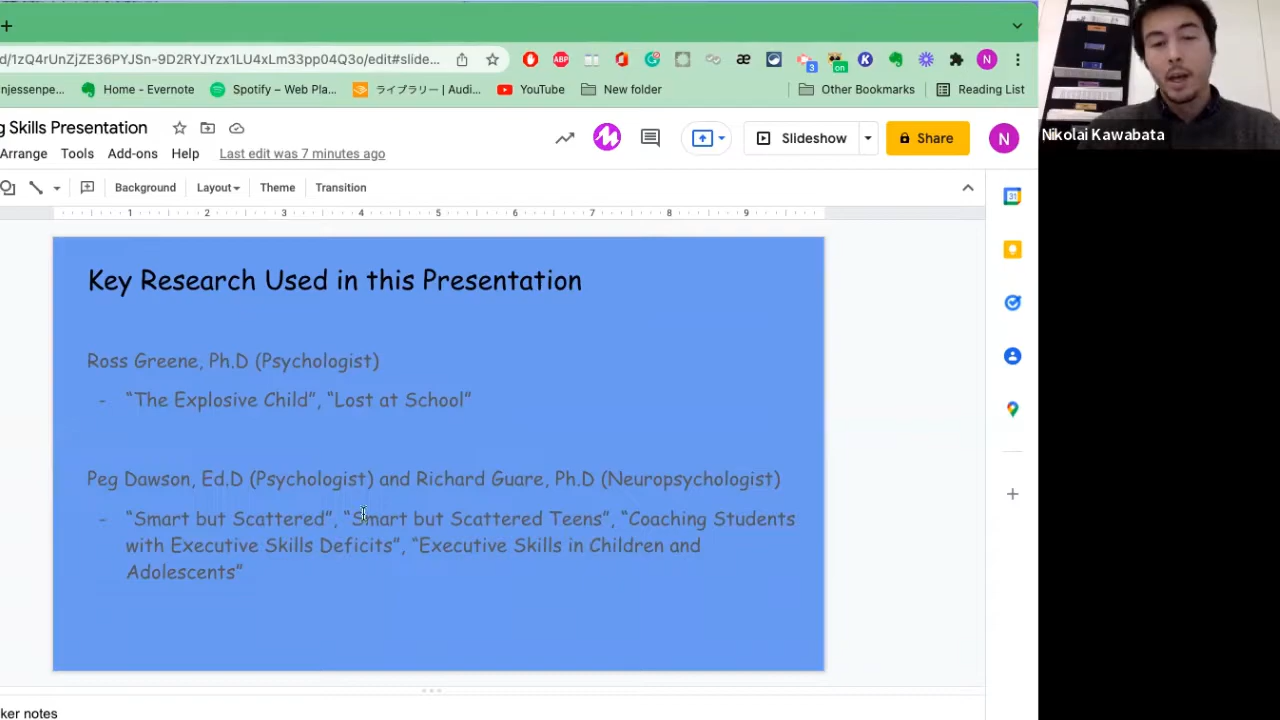 d/1zQ4rUnZjZE36PYJSn-9D2RYJYzx1LU4xLm33pp04Q3o/edit#slide...
ABP
æ
3
on
K
N
njessenpe...
Home - Evernote
Spotify – Web Pla...
ライブラリー | Audi...
YouTube
New folder
Other Bookmarks
Reading List
g Skills Presentation
Slideshow
Share
N
Arrange
Tools
Add-ons
Help
Last edit was 7 minutes ago
Background
Layout
Theme
Transition
1 2 3 4 5 6 7 8 9
31
Key Research Used in this Presentation
Ross Greene, Ph.D (Psychologist)
- “The Explosive Child”, “Lost at School”
Peg Dawson, Ed.D (Psychologist) and Richard Guare, Ph.D (Neuropsychologist)
- “Smart but Scattered”, “Smart but Scattered Teens”, “Coaching Students
with Executive Skills Deficits”, “Executive Skills in Children and
Adolescents”
ker notes
Nikolai Kawabata